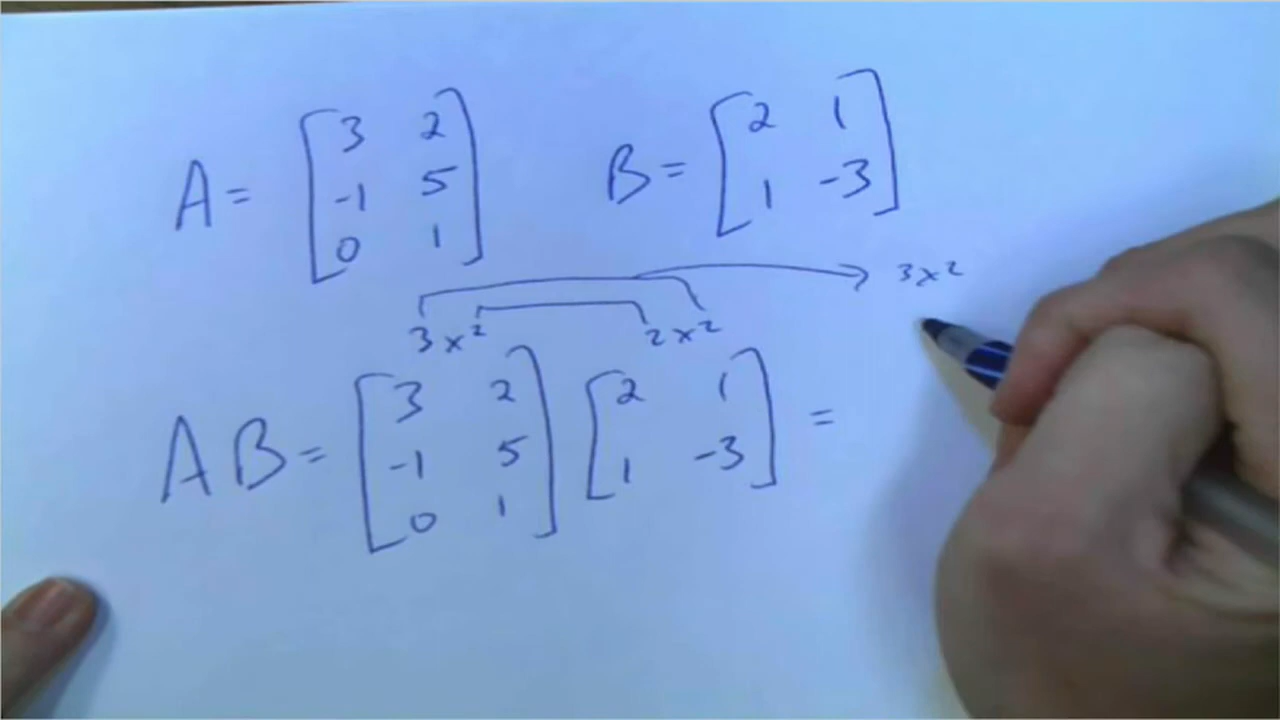 A = [ 3 2 B = [ 2 1
-1 5 1 -3 ]
0 1 ]
3x2
3x2 2x2
AB = [ 3 2 [ 2 1 =
-1 5 1 -3 ]
0 1 ]